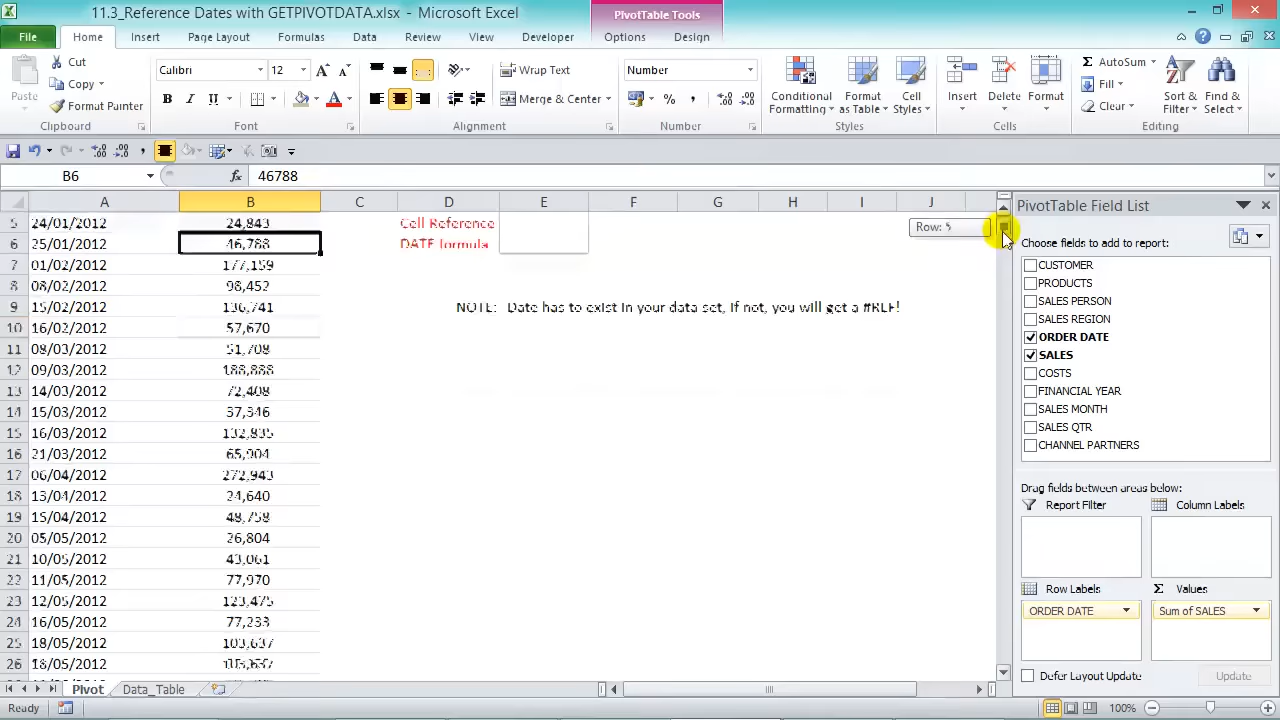 11.3_Reference Dates with GETPIVOTDATA.xlsx - Microsoft Excel
PivotTable Tools
File Home Insert Page Layout Formulas Data Review View Developer Options Design
Paste
Cut
Copy
Format Painter
Clipboard
Calibri 12
Font
Wrap Text
Merge & Center
Alignment
Number
Number
Conditional Formatting
Format as Table
Cell Styles
Styles
Insert
Delete
Format
Cells
AutoSum
Fill
Clear
Sort & Filter
Find & Select
Editing
B6 fx 46788
A B C D E F G H I J
5 24/01/2012 24,843 Cell Reference Row: 5
6 25/01/2012 46,788 DATE formula
7 01/02/2012 177,159
8 08/02/2012 98,452
9 15/02/2012 136,741 NOTE: Date has to exist in your data set, if not, you will get a #REF!
10 16/02/2012 57,670
11 08/03/2012 51,708
12 09/03/2012 188,888
13 14/03/2012 72,408
14 15/03/2012 37,346
15 16/03/2012 132,835
16 21/03/2012 65,904
17 06/04/2012 272,943
18 13/04/2012 24,640
19 15/04/2012 48,758
20 05/05/2012 26,804
21 10/05/2012 43,061
22 11/05/2012 77,970
23 12/05/2012 123,475
24 16/05/2012 77,233
25 18/05/2012 103,637
26
PivotTable Field List
Choose fields to add to report:
CUSTOMER
PRODUCTS
SALES PERSON
SALES REGION
ORDER DATE
SALES
COSTS
FINANCIAL YEAR
SALES MONTH
SALES QTR
CHANNEL PARTNERS
Drag fields between areas below:
Report Filter
Column Labels
Row Labels
Σ Values
ORDER DATE
Sum of SALES
Defer Layout Update
Update
Pivot Data_Table
Ready
100%